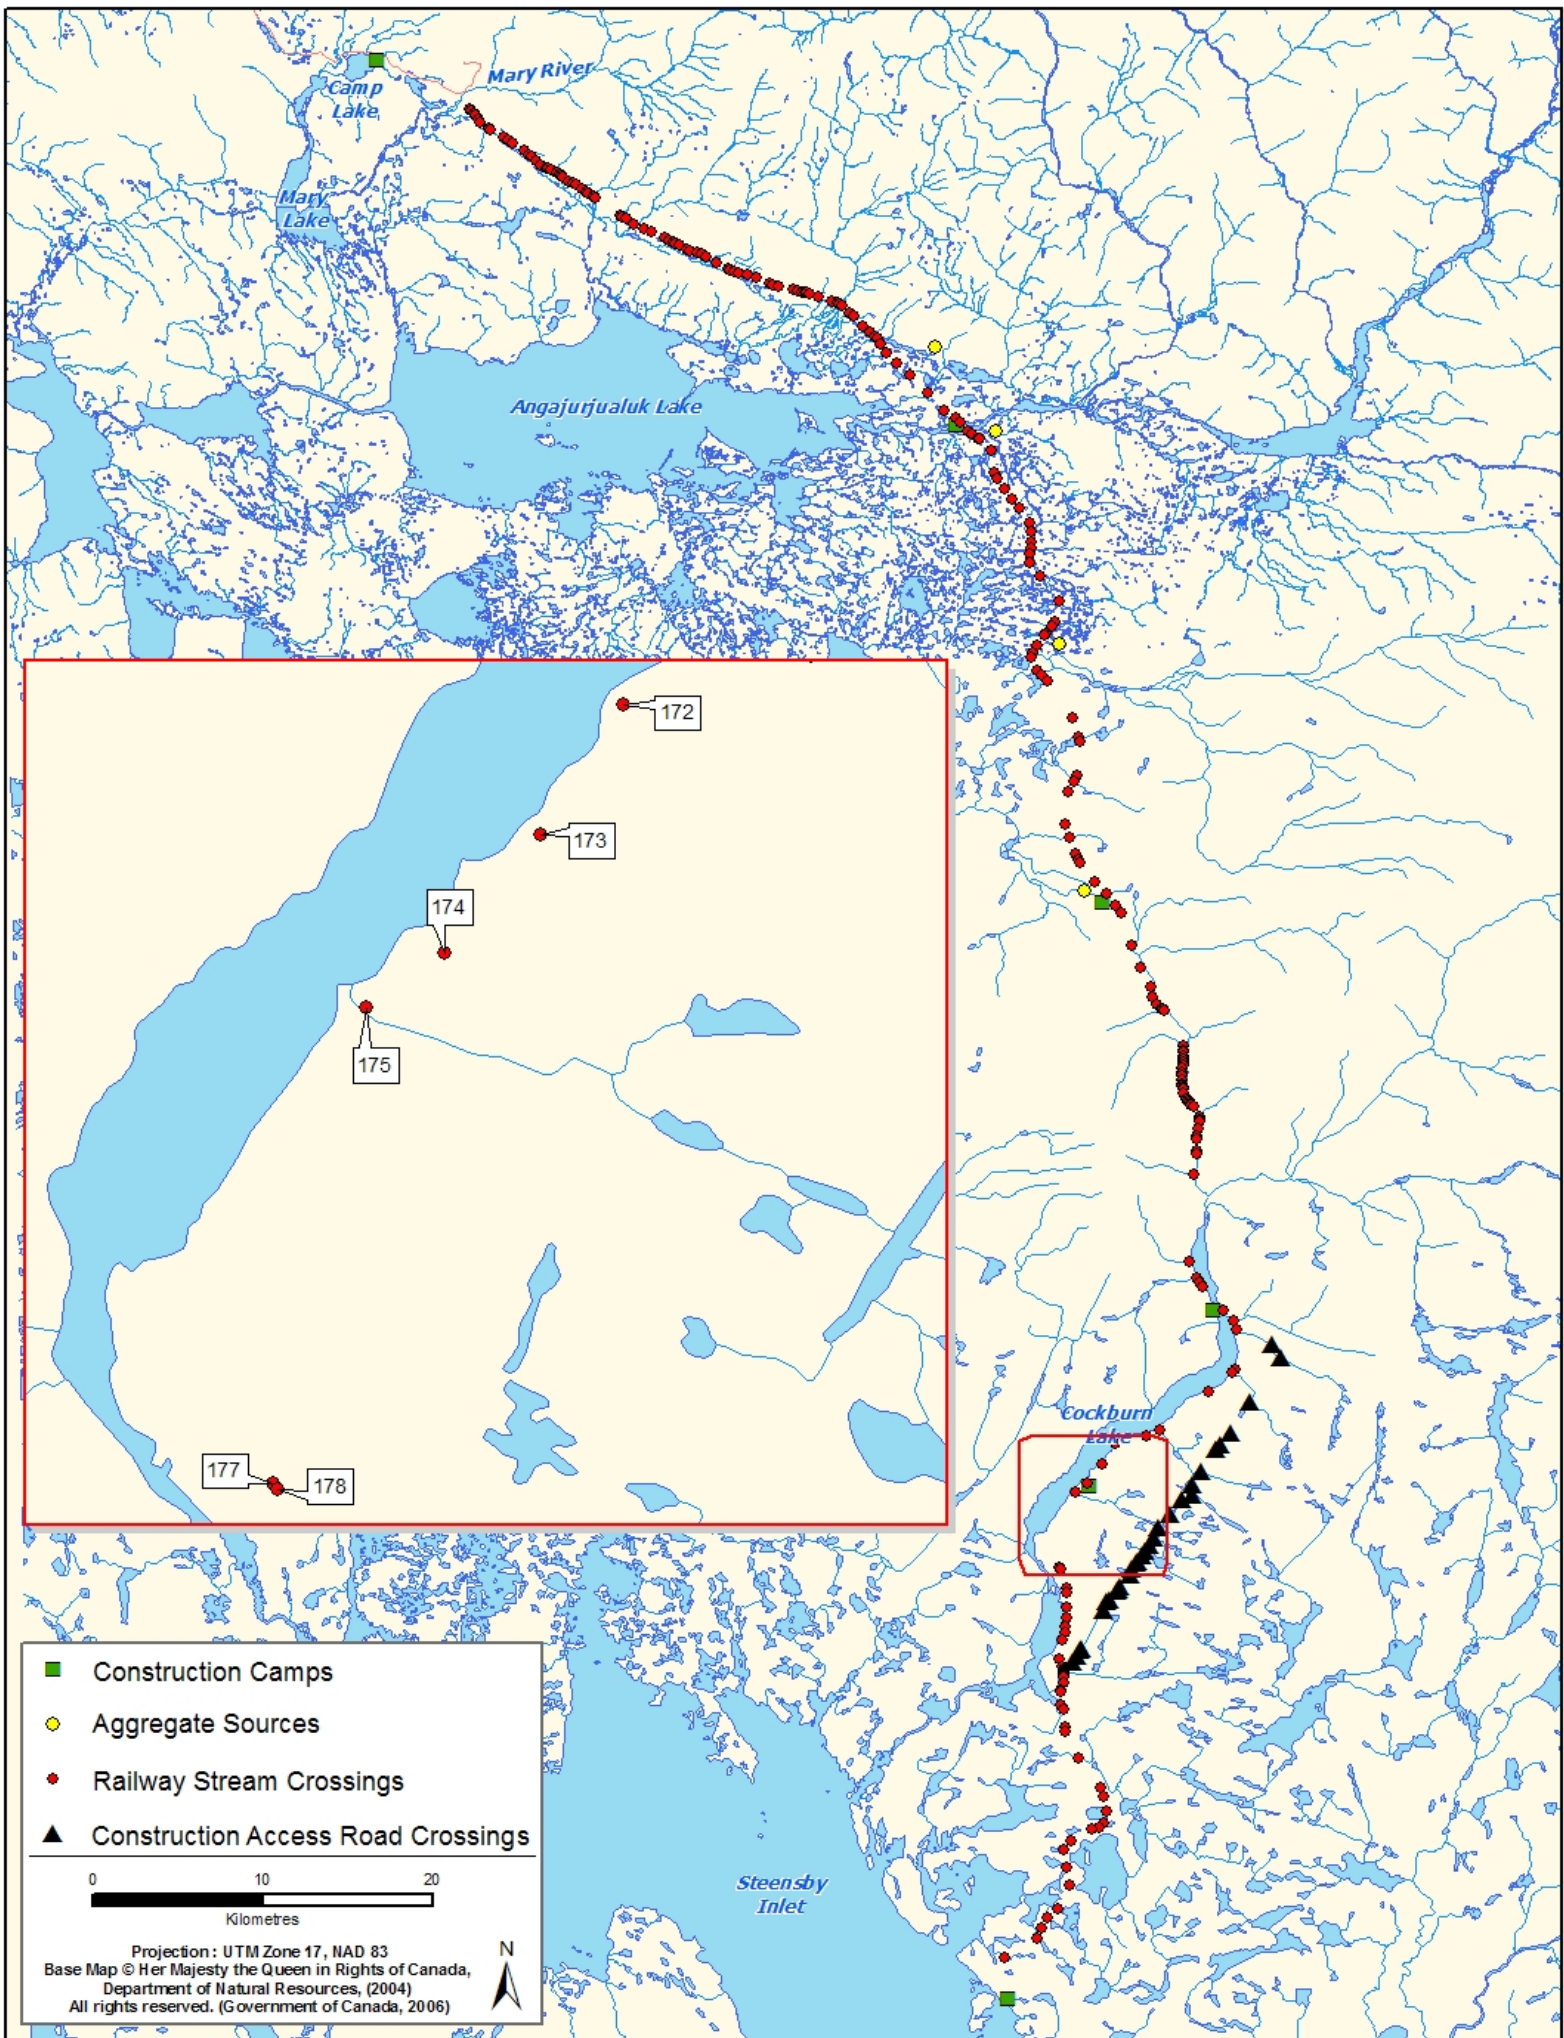 Mary River
Camp
Lake
Mary
Lake
Angajurjualuk Lake
172
173
174
175
177
178
Cockburn
Lake
Construction Camps
Aggregate Sources
Railway Stream Crossings
Construction Access Road Crossings
0 10 20
Kilometres
Projection: UTM Zone 17, NAD 83
Base Map © Her Majesty the Queen in Rights of Canada,
Department of Natural Resources, (2004)
All rights reserved. (Government of Canada, 2006)
N
Steensby
Inlet